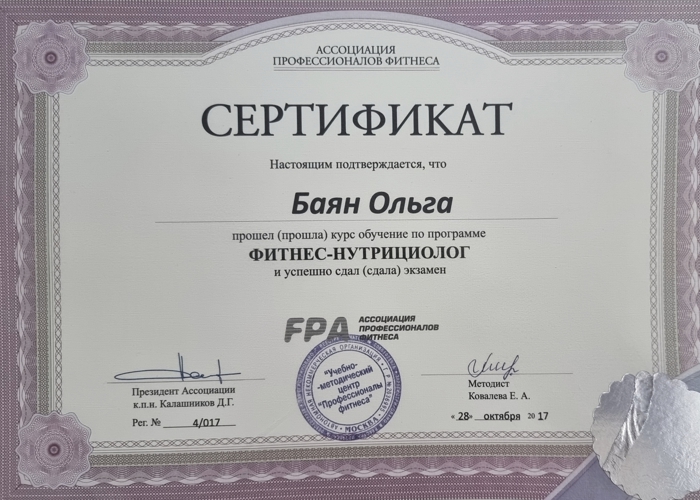 АССОЦИАЦИЯ
ПРОФЕССИОНАЛОВ ФИТНЕСА
СЕРТИФИКАТ
Настоящим подтверждается, что
Баян Ольга
прошел (прошла) курс обучение по программе
ФИТНЕС-НУТРИЦИОЛОГ
и успешно сдал (сдала) экзамен
FPA АССОЦИАЦИЯ
ПРОФЕССИОНАЛОВ
ФИТНЕСА
"Учебно-
-методический
центр
"Профессионалы
фитнеса"
МОСКВА
Президент Ассоциации
к.п.н. Калашников Д.Г.
Рег. № 4/017
Методист
Ковалева Е. А.
«28» октября 2017